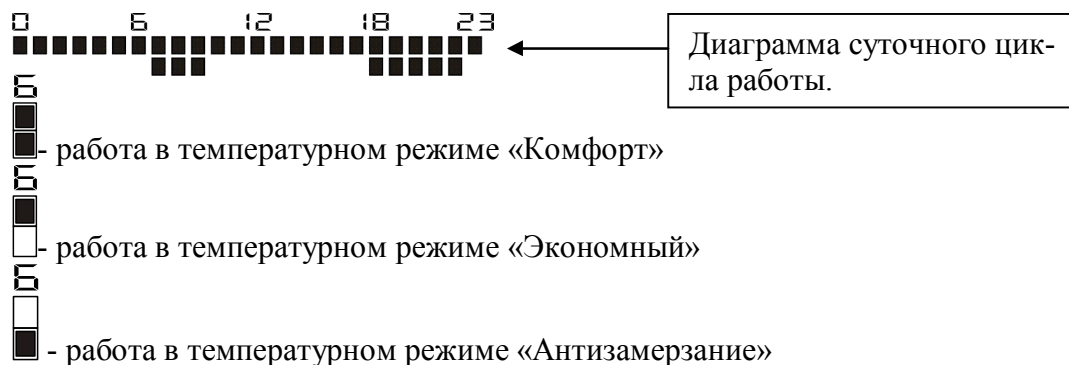 0 6 12 18 23
Диаграмма суточного цик-
ла работы.
6
- работа в температурном режиме «Комфорт»
6
- работа в температурном режиме «Экономный»
6
- работа в температурном режиме «Антизамерзание»